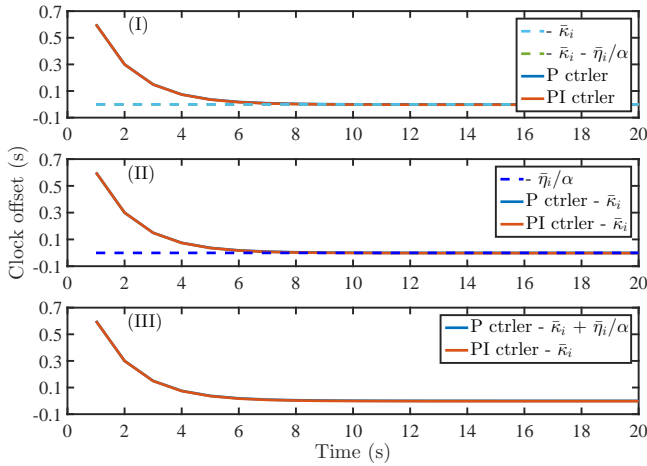 0.7
0.5
0.3
0.1
-0.1
(I)
- κ̄ᵢ
- κ̄ᵢ - η̄ᵢ/α
P ctrler
PI ctrler
0 2 4 6 8 10 12 14 16 18 20
Clock offset (s)
0.7
0.5
0.3
0.1
-0.1
(II)
- η̄ᵢ/α
P ctrler - κ̄ᵢ
PI ctrler - κ̄ᵢ
0 2 4 6 8 10 12 14 16 18 20
0.7
0.5
0.3
0.1
-0.1
(III)
P ctrler - κ̄ᵢ + η̄ᵢ/α
PI ctrler - κ̄ᵢ
0 2 4 6 8 10 12 14 16 18 20
Time (s)